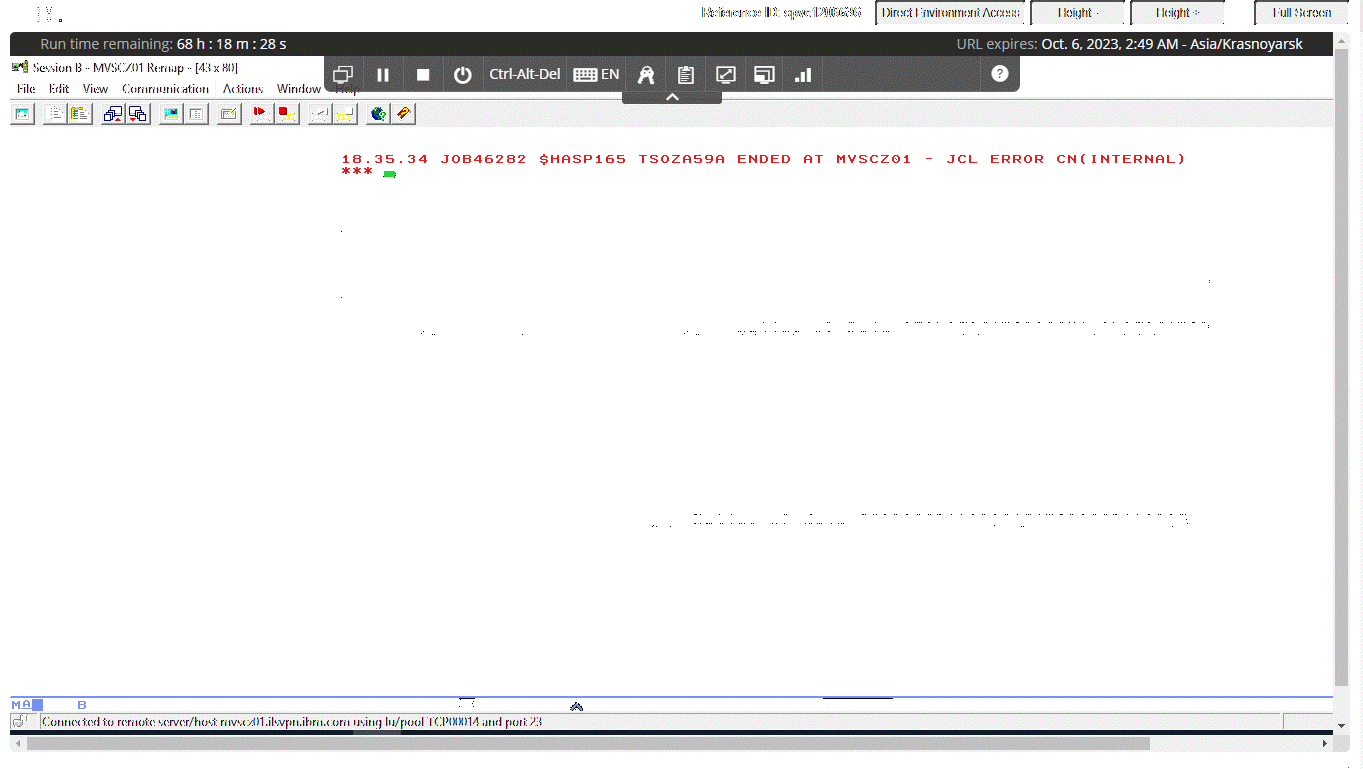 Reference ID: spvc1206686 Direct Environment Access Height - Height + Full Screen
Run time remaining: 68 h : 18 m : 28 s URL expires: Oct. 6, 2023, 2:49 AM - Asia/Krasnoyarsk
Session B - MVSCZ01 Remap - [43 x 80]
Ctrl-Alt-Del EN ?
File Edit View Communication Actions Window Help
18.35.34 JOB46282 $HASP165 TSOZA59A ENDED AT MVSCZ01 - JCL ERROR CN(INTERNAL)
***
MA B
Connected to remote server/host mvscz01.ilsvpn.ibm.com using lu/pool TCP00014 and port 23